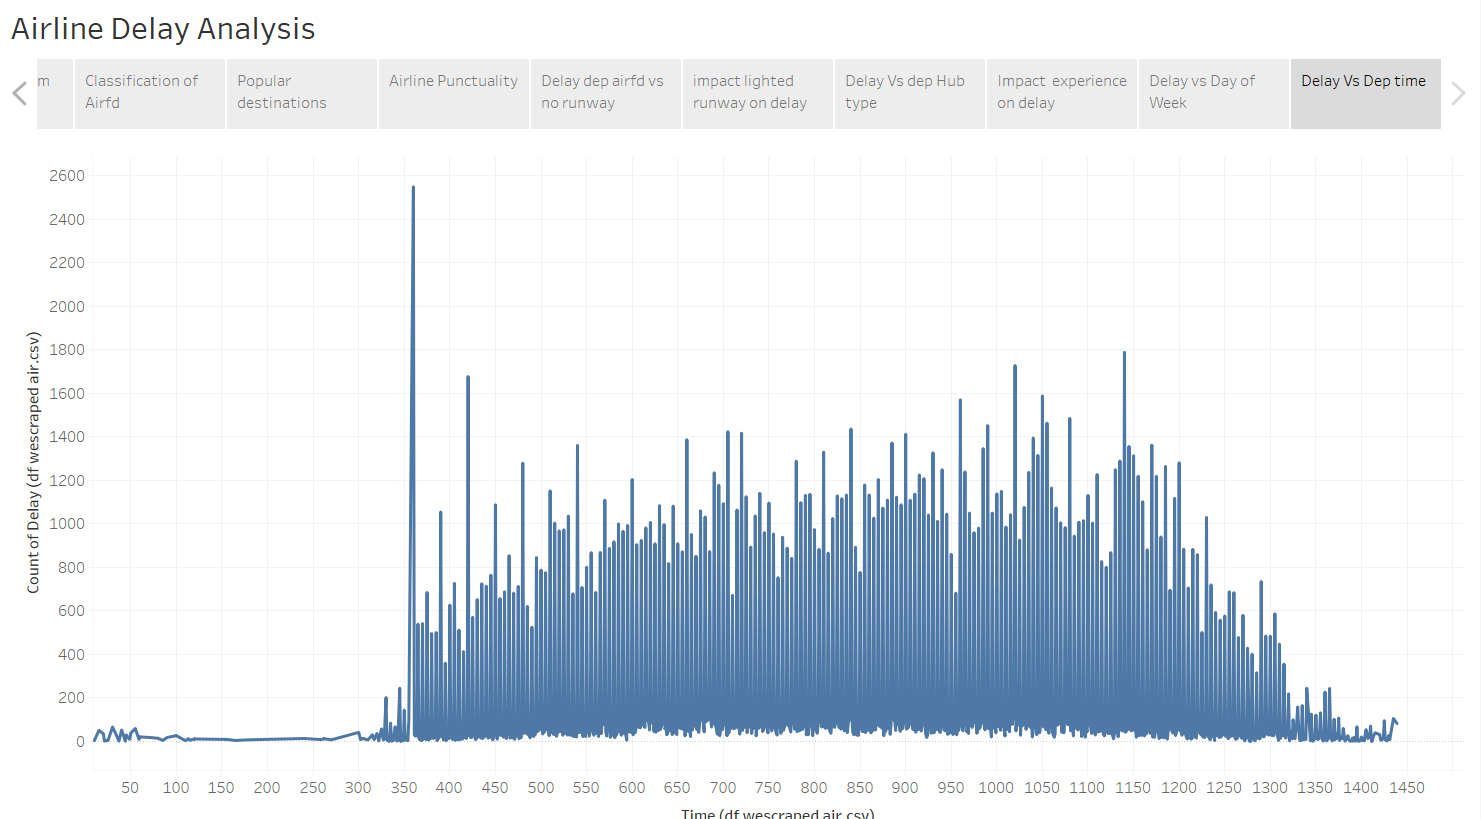 Airline Delay Analysis
m
Classification of
Airfd
Popular
destinations
Airline Punctuality
Delay dep airfd vs
no runway
impact lighted
runway on delay
Delay Vs dep Hub
type
Impact  experience
on delay
Delay vs Day of
Week
Delay Vs Dep time
Count of Delay (df wescraped air.csv)
2600
2400
2200
2000
1800
1600
1400
1200
1000
800
600
400
200
0
50 100 150 200 250 300 350 400 450 500 550 600 650 700 750 800 850 900 950 1000 1050 1100 1150 1200 1250 1300 1350 1400 1450
Time (df wescraped air.csv)